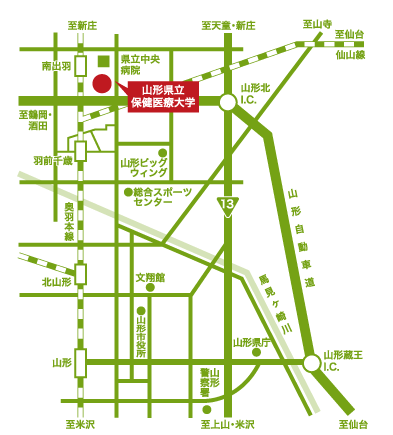 至新庄
至天童・新庄
至山寺
至仙台
仙山線
南出羽
県立中央
病院
山形県立
保健医療大学
山形北
I.C.
至鶴岡・
酒田
羽前千歳
山形ビッグ
ウィング
総合スポーツ
センター
13
山形自動車道
奥羽本線
北山形
文翔館
馬見ヶ崎川
山形市役所
山形県庁
山形蔵王
I.C.
山形
山形
警察署
至米沢
至上山・米沢
至仙台